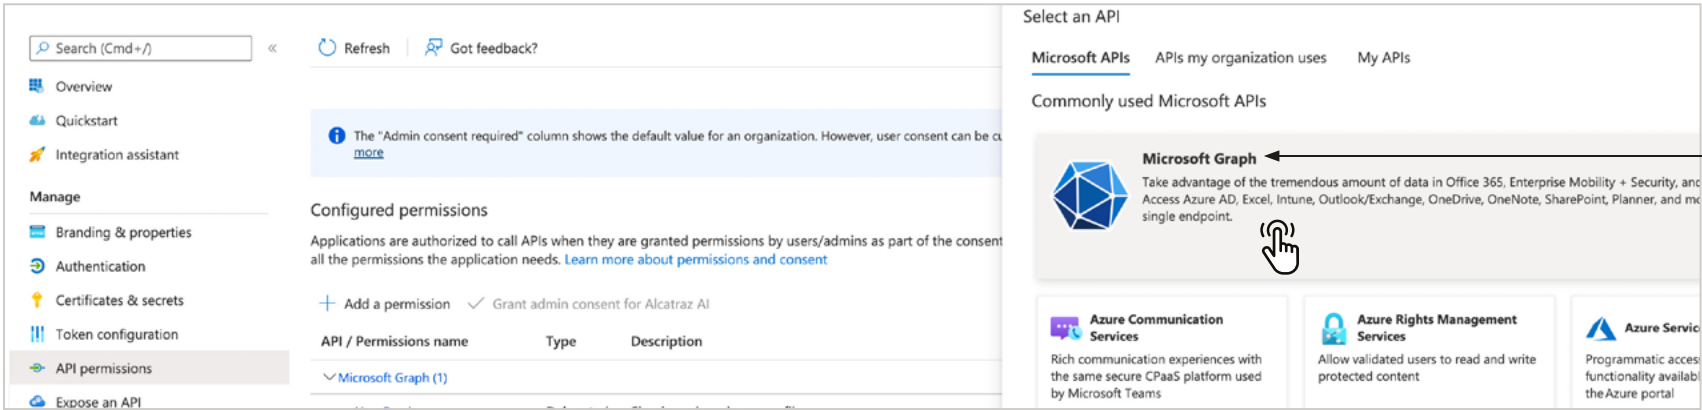 Search (Cmd+/)
Overview
Quickstart
Integration assistant
Manage
Branding & properties
Authentication
Certificates & secrets
Token configuration
API permissions
Expose an API
Refresh
Got feedback?
The "Admin consent required" column shows the default value for an organization. However, user consent can be cu
more
Configured permissions
Applications are authorized to call APIs when they are granted permissions by users/admins as part of the consent
all the permissions the application needs. Learn more about permissions and consent
Add a permission
Grant admin consent for Alcatraz AI
API / Permissions name Type Description
Microsoft Graph (1)
Select an API
Microsoft APIs APIs my organization uses My APIs
Commonly used Microsoft APIs
Microsoft Graph
Take advantage of the tremendous amount of data in Office 365, Enterprise Mobility + Security, and
Access Azure AD, Excel, Intune, Outlook/Exchange, OneDrive, OneNote, SharePoint, Planner, and mo
single endpoint.
Azure Communication
Services
Rich communication experiences with
the same secure CPaaS platform used
by Microsoft Teams
Azure Rights Management
Services
Allow validated users to read and write
protected content
Azure Servic
Programmatic acces
functionality availabl
the Azure portal